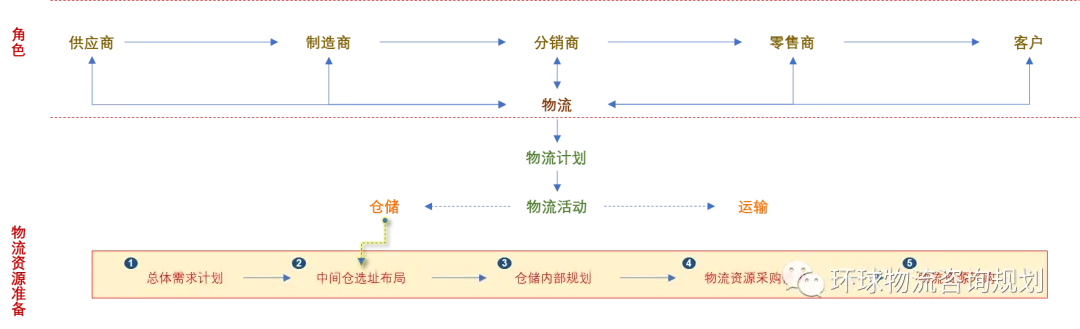 角色
供应商
制造商
分销商
零售商
客户
物流
物流计划
仓储
物流活动
运输
物流资源准备
1
总体需求计划
2
中间仓选址布局
3
仓储内部规划
4
物流资源采购
5
环球物流咨询规划